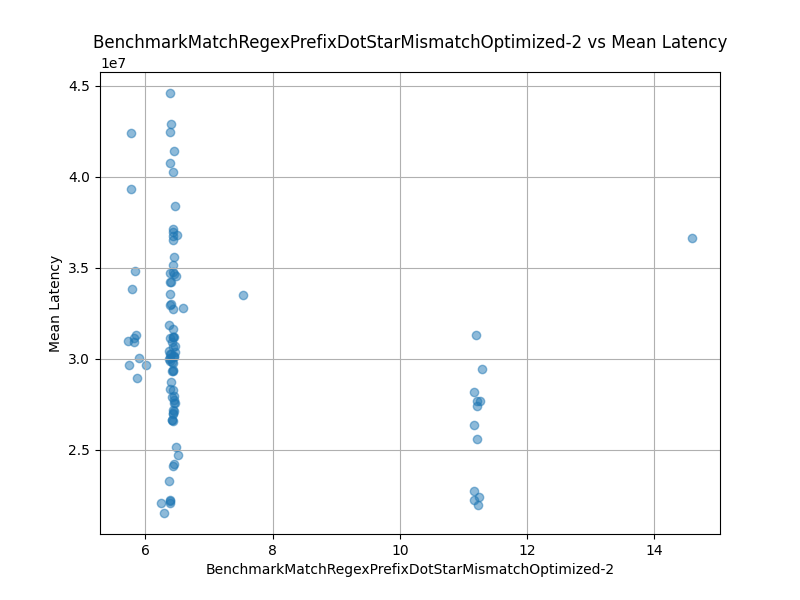 BenchmarkMatchRegexPrefixDotStarMismatchOptimized-2 vs Mean Latency
1e7
4.5
4.0
3.5
3.0
2.5
Mean Latency
6 8 10 12 14
BenchmarkMatchRegexPrefixDotStarMismatchOptimized-2